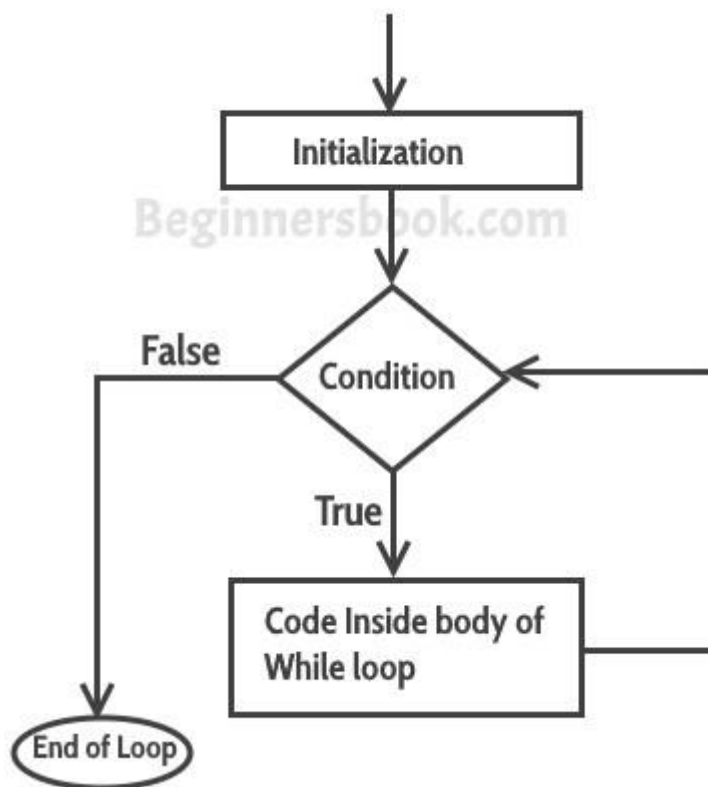 Initialization
Beginnersbook.com
False
Condition
True
Code Inside body of
While loop
End of Loop